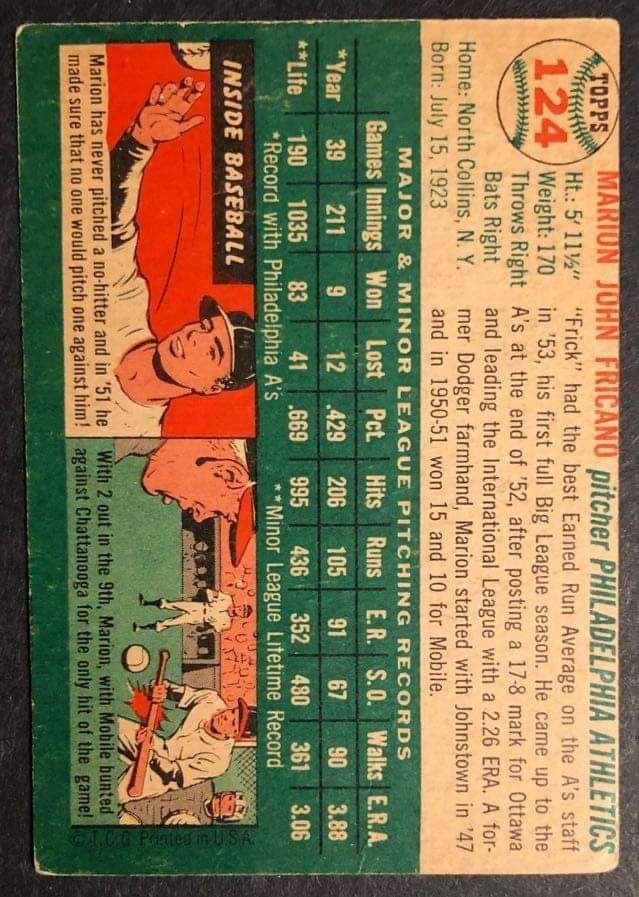 TOPPS
124
MARION JOHN FRICANO pitcher PHILADELPHIA ATHLETICS
Ht.: 5' 11½"
Weight: 170
Throws Right
Bats Right
Home: North Collins, N. Y.
Born: July 15, 1923
"Frick" had the best Earned Run Average on the A's staff
in '53, his first full Big League season. He came up to the
A's at the end of '52, after posting a 17-8 mark for Ottawa
and leading the International League with a 2.26 ERA. A for-
mer Dodger farmhand, Marion started with Johnstown in '47
and in 1950-51 won 15 and 10 for Mobile.
MAJOR & MINOR LEAGUE PITCHING RECORDS
Games Innings Won Lost Pct. Hits Runs E.R. S.O. Walks E.R.A.
*Year 39 211 9 12 .429 206 105 91 67 90 3.88
**Life 190 1035 83 41 .669 995 436 352 480 361 3.06
*Record with Philadelphia A's **Minor League Lifetime Record
INSIDE BASEBALL
Marion has never pitched a no-hitter and in '51 he
made sure that no one would pitch one against him!
With 2 out in the 9th, Marion, with Mobile bunted
against Chattanooga for the only hit of the game!
© T.C.G. Printed in U.S.A.